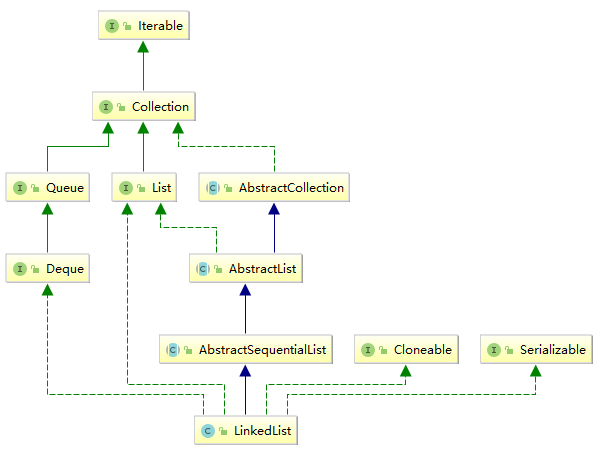 I Iterable
I Collection
I Queue
I List
C AbstractCollection
I Deque
C AbstractList
C AbstractSequentialList
I Cloneable
I Serializable
C LinkedList